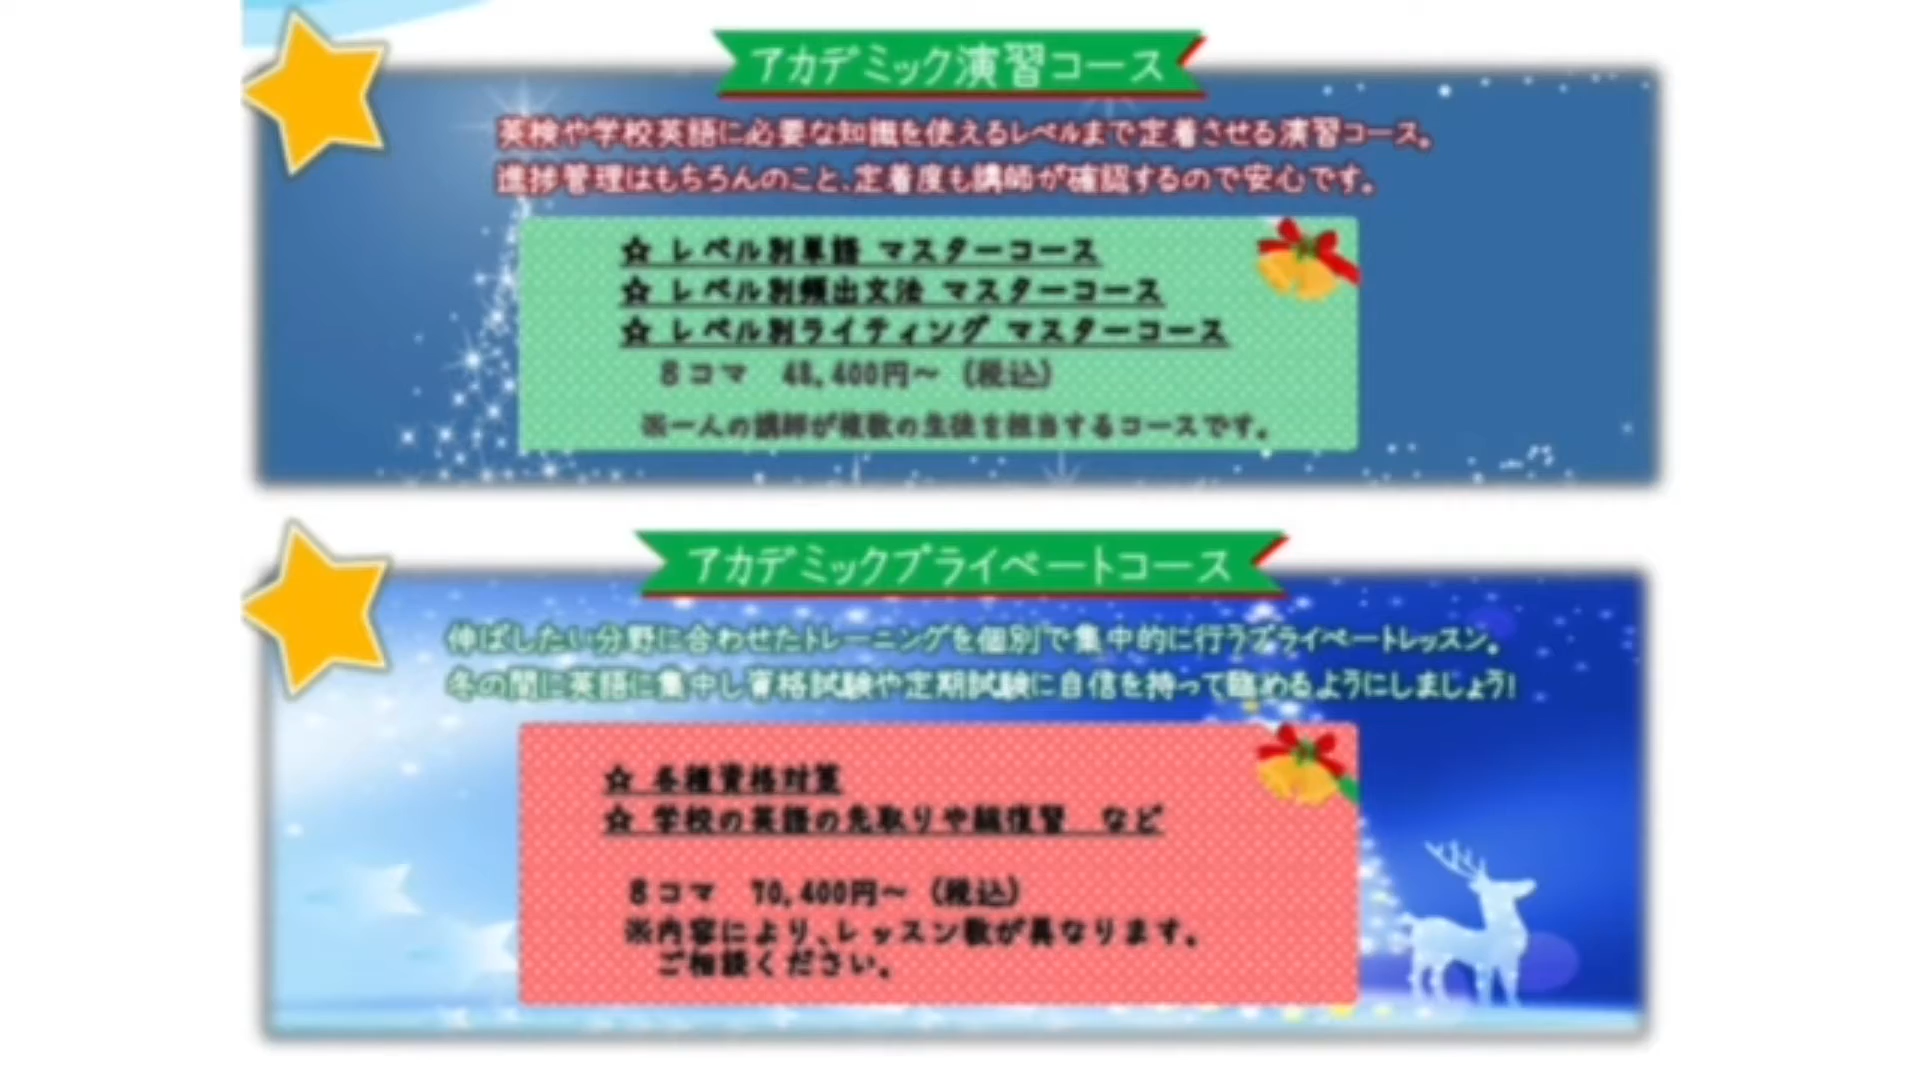 アカデミック演習コース
英検や学校英語に必要な知識を使えるレベルまで定着させる演習コース。
進捗管理はもちろんのこと、定着度も講師が確認するので安心です。
☆ レベル別単語 マスターコース
☆ レベル別頻出文法 マスターコース
☆ レベル別ライティング マスターコース
8コマ 48,400円～（税込）
※一人の講師が複数の生徒を担当するコースです。
アカデミックプライベートコース
伸ばしたい分野に合わせたトレーニングを個別で集中的に行うプライベートレッスン。
冬の間に英語に集中し資格試験や定期試験に自信を持って臨めるようにしましょう!
☆ 各種資格対策
☆ 学校の英語の先取りや総復習 など
8コマ 70,400円～（税込）
※内容により、レッスン数が異なります。
ご相談ください。